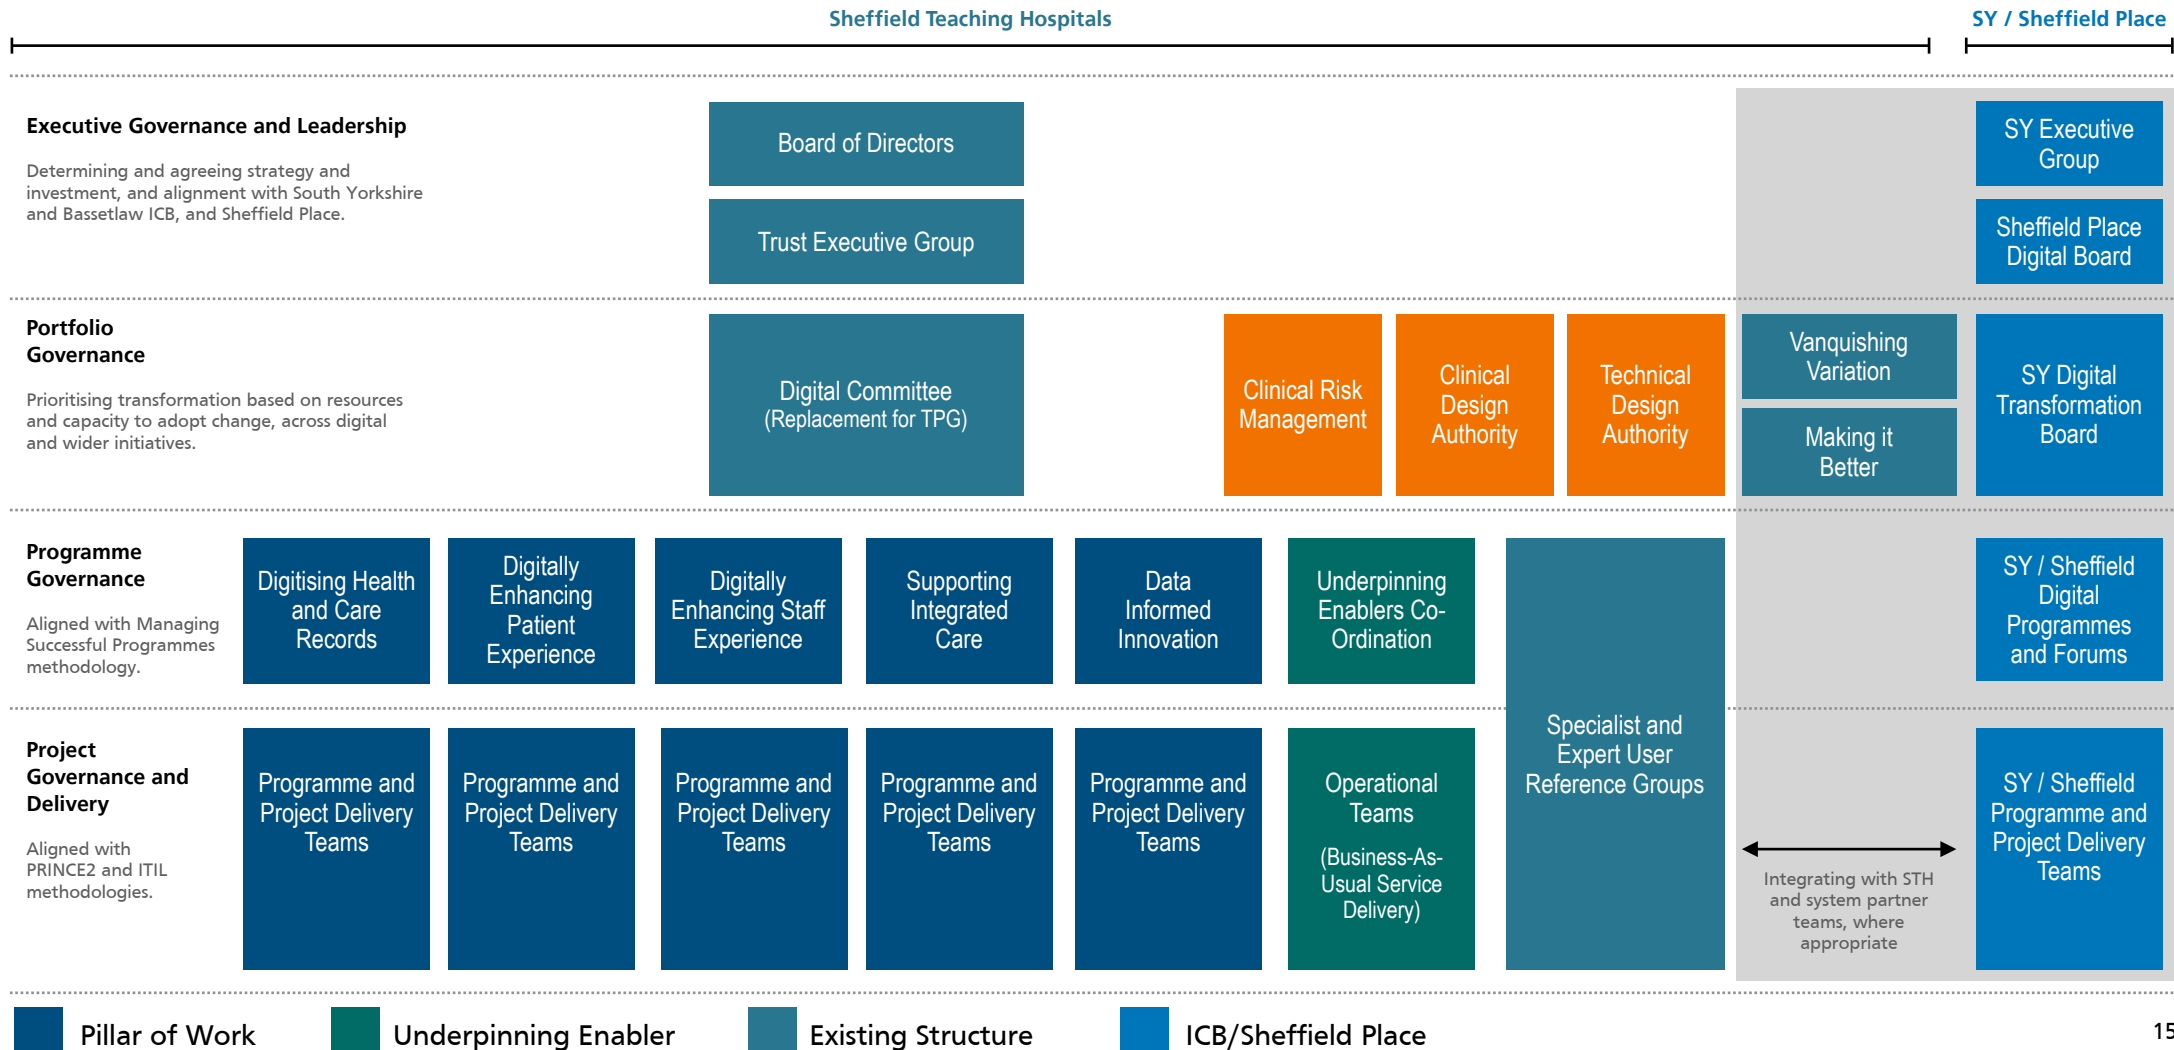 Sheffield Teaching Hospitals
SY / Sheffield Place
Executive Governance and Leadership
Determining and agreeing strategy and
investment, and alignment with South Yorkshire
and Bassetlaw ICB, and Sheffield Place.
Board of Directors
Trust Executive Group
SY Executive
Group
Sheffield Place
Digital Board
Portfolio
Governance
Prioritising transformation based on resources
and capacity to adopt change, across digital
and wider initiatives.
Digital Committee
(Replacement for TPG)
Clinical Risk
Management
Clinical
Design
Authority
Technical
Design
Authority
Vanquishing
Variation
Making it
Better
SY Digital
Transformation
Board
Programme
Governance
Aligned with Managing
Successful Programmes
methodology.
Digitising Health
and Care
Records
Digitally
Enhancing
Patient
Experience
Digitally
Enhancing Staff
Experience
Supporting
Integrated
Care
Data
Informed
Innovation
Underpinning
Enablers Co-
Ordination
Specialist and
Expert User
Reference Groups
SY / Sheffield
Digital
Programmes
and Forums
Project
Governance and
Delivery
Aligned with
PRINCE2 and ITIL
methodologies.
Programme and
Project Delivery
Teams
Programme and
Project Delivery
Teams
Programme and
Project Delivery
Teams
Programme and
Project Delivery
Teams
Programme and
Project Delivery
Teams
Operational
Teams
(Business-As-
Usual Service
Delivery)
Integrating with STH
and system partner
teams, where
appropriate
SY / Sheffield
Programme and
Project Delivery
Teams
Pillar of Work
Underpinning Enabler
Existing Structure
ICB/Sheffield Place
15